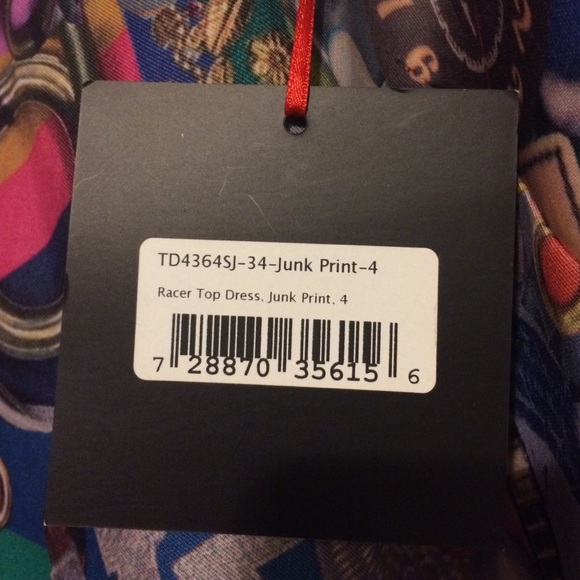 TD4364SJ-34-Junk Print-4
Racer Top Dress, Junk Print, 4
7 28870 35615 6